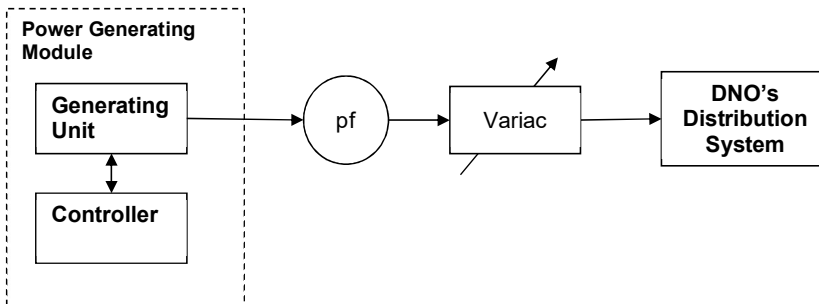 Power Generating
Module
Generating
Unit
Controller
pf
Variac
DNO’s
Distribution
System